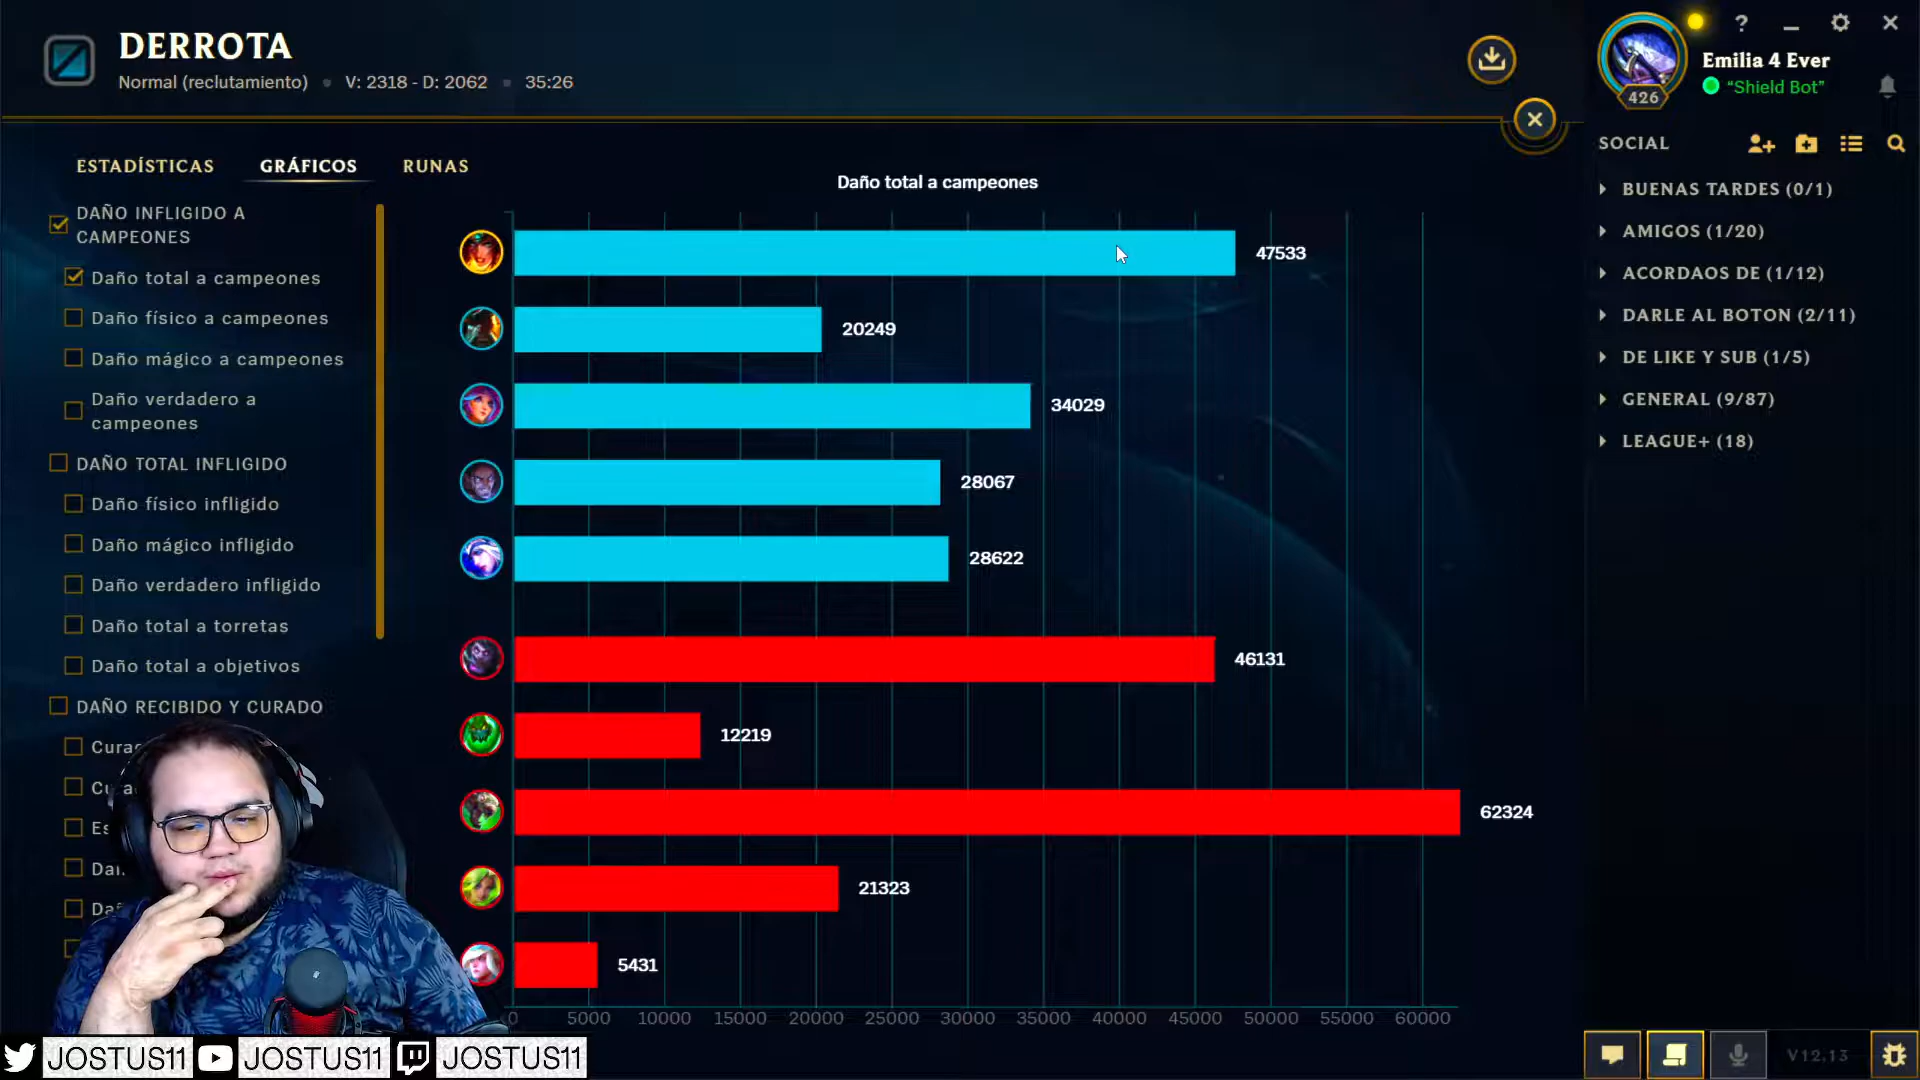 DERROTA
Normal (reclutamiento) • V: 2318 - D: 2062 • 35:26
Emilia 4 Ever
“Shield Bot”
426
SOCIAL
BUENAS TARDES (0/1)
AMIGOS (1/20)
ACORDAOS DE (1/12)
DARLE AL BOTON (2/11)
DE LIKE Y SUB (1/5)
GENERAL (9/87)
LEAGUE+ (18)
ESTADÍSTICAS GRÁFICOS RUNAS
DAÑO INFLIGIDO A
CAMPEONES
Daño total a campeones
Daño físico a campeones
Daño mágico a campeones
Daño verdadero a
campeones
DAÑO TOTAL INFLIGIDO
Daño físico infligido
Daño mágico infligido
Daño verdadero infligido
Daño total a torretas
Daño total a objetivos
DAÑO RECIBIDO Y CURADO
Daño total a campeones
47533
20249
34029
28067
28622
46131
12219
62324
21323
5431
0 5000 10000 15000 20000 25000 30000 35000 40000 45000 50000 55000 60000
JOSTUS11 JOSTUS11 JOSTUS11
V12.13